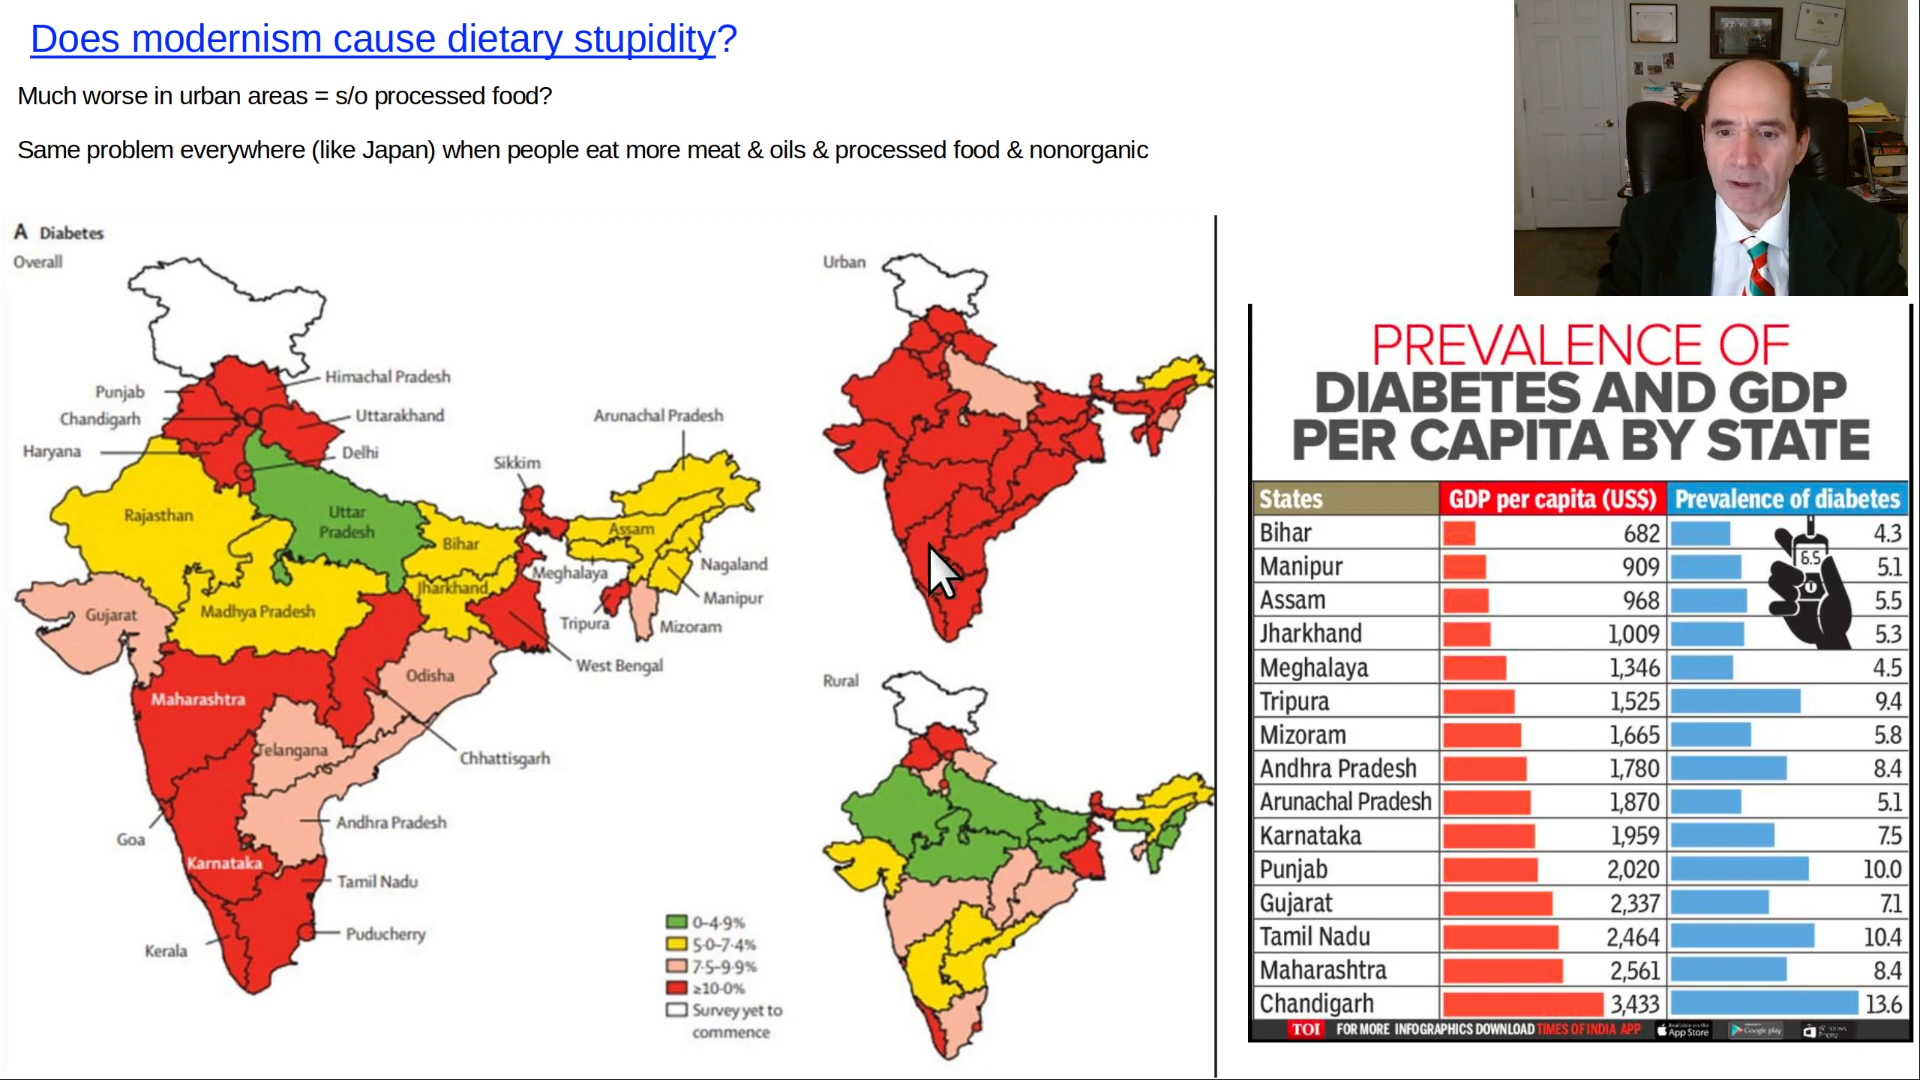 Does modernism cause dietary stupidity?
Much worse in urban areas = s/o processed food?
Same problem everywhere (like Japan) when people eat more meat & oils & processed food & nonorganic
A Diabetes
Overall
Himachal Pradesh
Punjab
Chandigarh
Uttarakhand
Haryana
Delhi
Arunachal Pradesh
Sikkim
Rajasthan
Uttar
Pradesh
Bihar
Assam
Nagaland
Meghalaya
Jharkhand
Manipur
Gujarat
Madhya Pradesh
Tripura
Mizoram
West Bengal
Odisha
Maharashtra
Telangana
Chhattisgarh
Goa
Andhra Pradesh
Karnataka
Tamil Nadu
Puducherry
Kerala
0–4·9%
5·0–7·4%
7·5–9·9%
≥10·0%
Survey yet to
commence
Urban
Rural
PREVALENCE OF
DIABETES AND GDP
PER CAPITA BY STATE
States GDP per capita (US$) Prevalence of diabetes
Bihar 682 4.3
6.5
Manipur 909 5.1
Assam 968 5.5
Jharkhand 1,009 5.3
Meghalaya 1,346 4.5
Tripura 1,525 9.4
Mizoram 1,665 5.8
Andhra Pradesh 1,780 8.4
Arunachal Pradesh 1,870 5.1
Karnataka 1,959 7.5
Punjab 2,020 10.0
Gujarat 2,337 7.1
Tamil Nadu 2,464 10.4
Maharashtra 2,561 8.4
Chandigarh 3,433 13.6
TOI FOR MORE INFOGRAPHICS DOWNLOAD TIMES OF INDIA APP App Store Google play